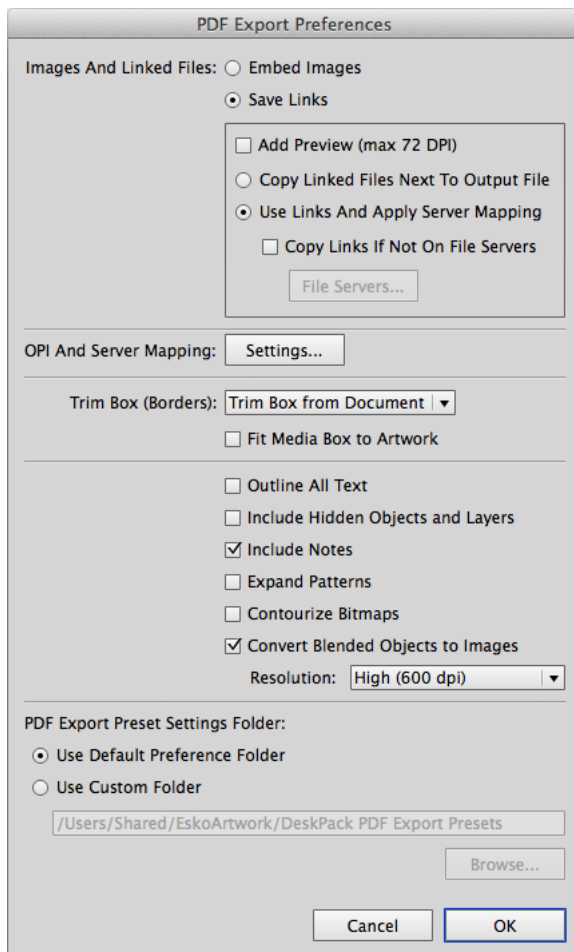 PDF Export Preferences
Images And Linked Files: Embed Images
Save Links
Add Preview (max 72 DPI)
Copy Linked Files Next To Output File
Use Links And Apply Server Mapping
Copy Links If Not On File Servers
File Servers...
OPI And Server Mapping: Settings...
Trim Box (Borders): Trim Box from Document
Fit Media Box to Artwork
Outline All Text
Include Hidden Objects and Layers
Include Notes
Expand Patterns
Contourize Bitmaps
Convert Blended Objects to Images
Resolution: High (600 dpi)
PDF Export Preset Settings Folder:
Use Default Preference Folder
Use Custom Folder
/Users/Shared/EskoArtwork/DeskPack PDF Export Presets
Browse...
Cancel OK